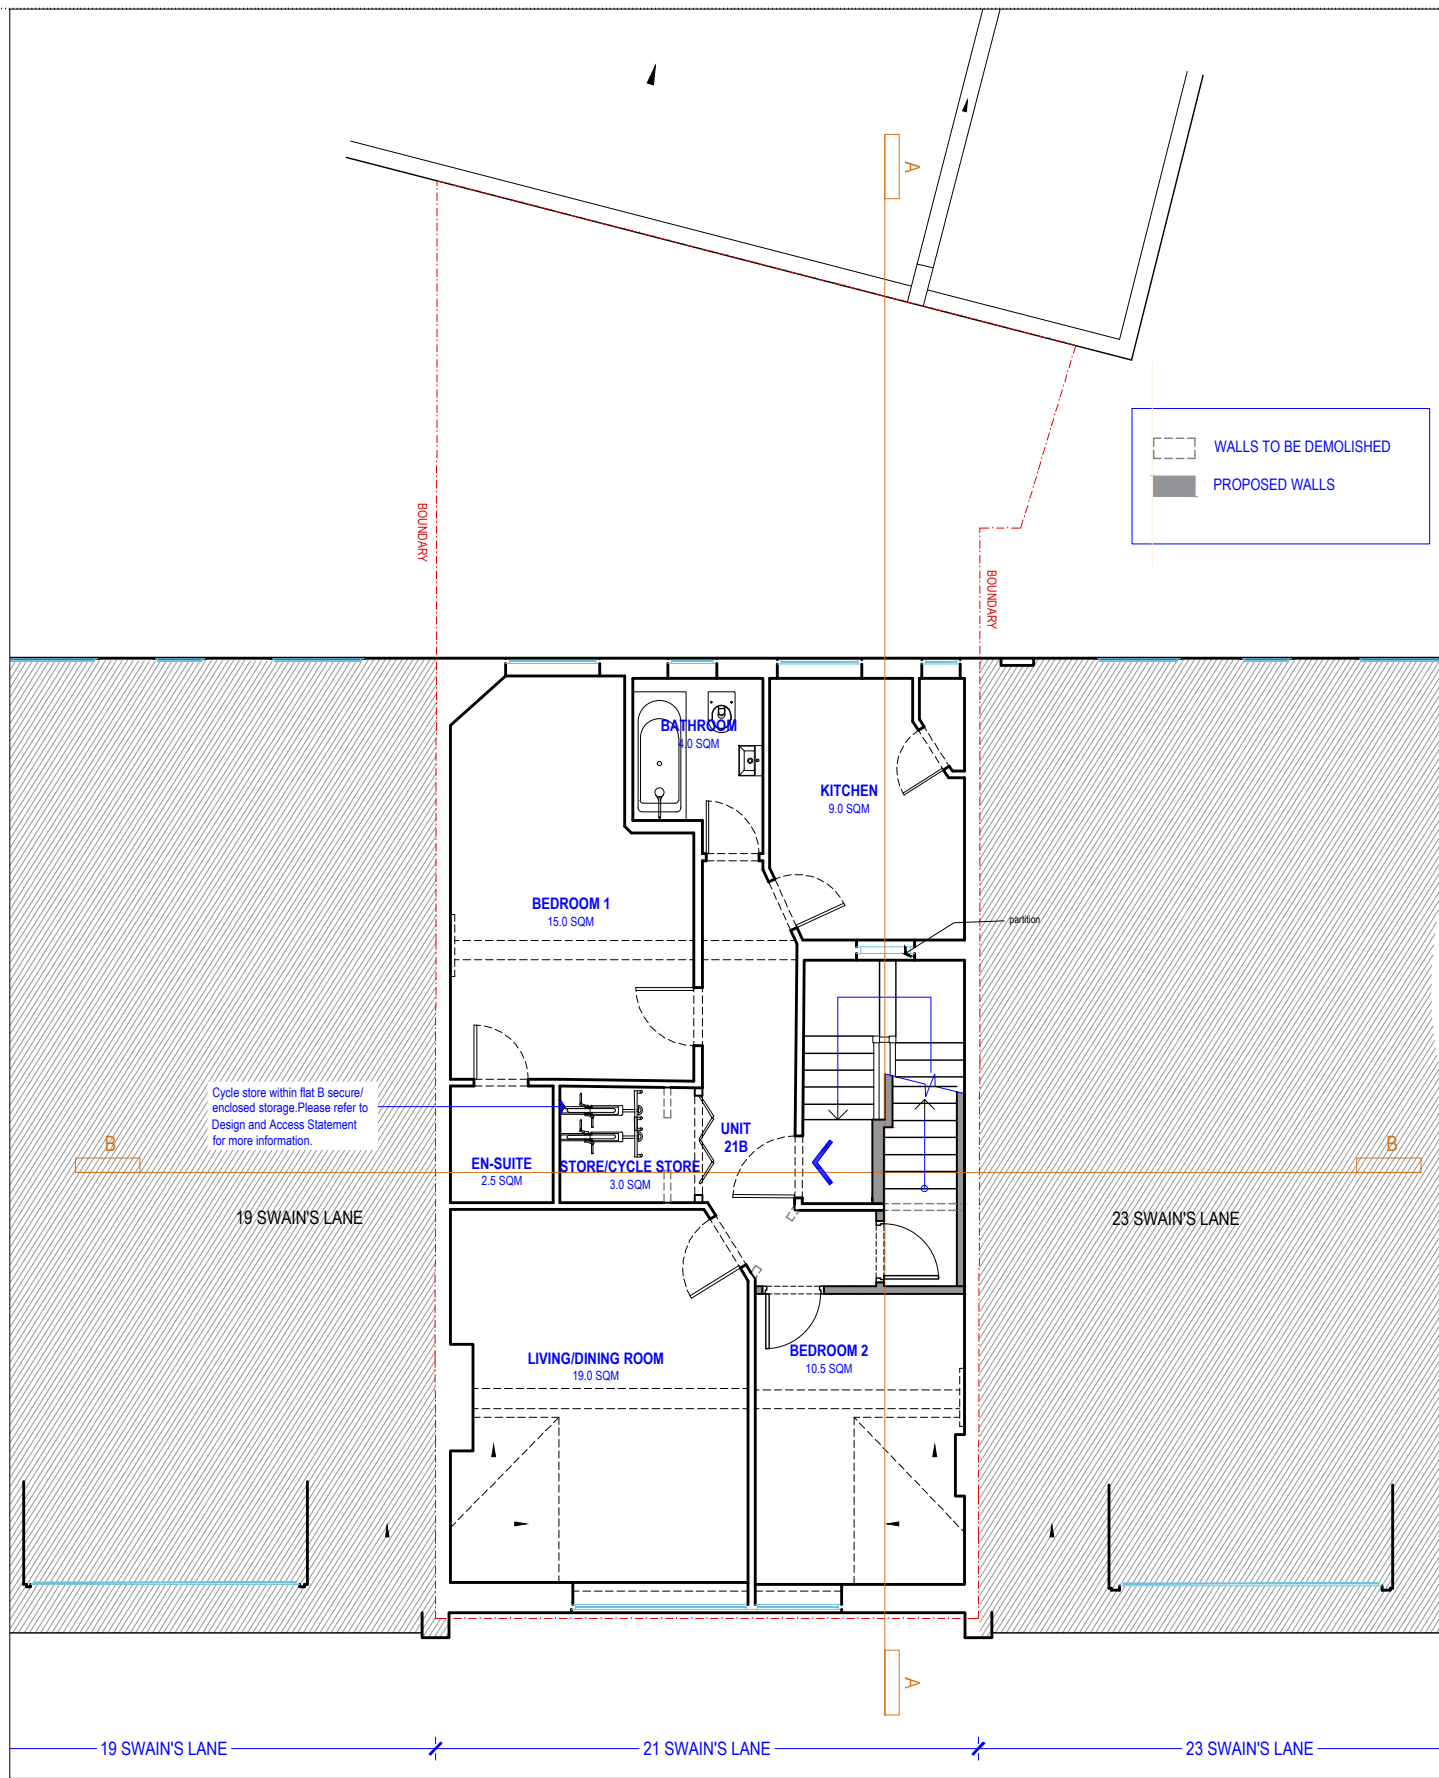 A
WALLS TO BE DEMOLISHED
PROPOSED WALLS
BOUNDARY
BOUNDARY
BATHROOM
4.0 SQM
KITCHEN
9.0 SQM
BEDROOM 1
15.0 SQM
partition
Cycle store within flat B secure/
enclosed storage.Please refer to
Design and Access Statement
for more information.
UNIT
21B
B
B
EN-SUITE
2.5 SQM
STORE/CYCLE STORE
3.0 SQM
19 SWAIN'S LANE
23 SWAIN'S LANE
LIVING/DINING ROOM
19.0 SQM
BEDROOM 2
10.5 SQM
A
19 SWAIN'S LANE
21 SWAIN'S LANE
23 SWAIN'S LANE